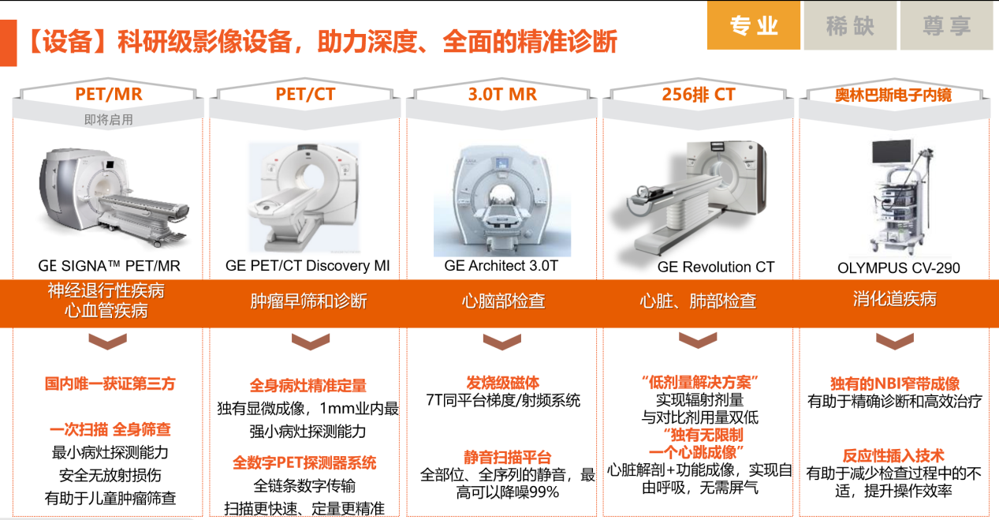 【设备】科研级影像设备，助力深度、全面的精准诊断
专业
稀缺
尊享
PET/MR
即将启用
GE SIGNA™ PET/MR
神经退行性疾病
心血管疾病
国内唯一获证第三方
一次扫描 全身筛查
最小病灶探测能力
安全无放射损伤
有助于儿童肿瘤筛查
PET/CT
GE PET/CT Discovery MI
肿瘤早筛和诊断
全身病灶精准定量
独有显微成像，1mm业内最
强小病灶探测能力
全数字PET探测器系统
全链条数字传输
扫描更快速、定量更精准
3.0T MR
GE Architect 3.0T
心脑部检查
发烧级磁体
7T同平台梯度/射频系统
静音扫描平台
全部位、全序列的静音，最
高可以降噪99%
256排 CT
GE Revolution CT
心脏、肺部检查
“低剂量解决方案”
实现辐射剂量
与对比剂用量双低
“独有无限制
一个心跳成像”
心脏解剖+功能成像，实现自
由呼吸，无需屏气
奥林巴斯电子内镜
OLYMPUS CV-290
消化道疾病
独有的NBI窄带成像
有助于精确诊断和高效治疗
反应性插入技术
有助于减少检查过程中的不
适，提升操作效率